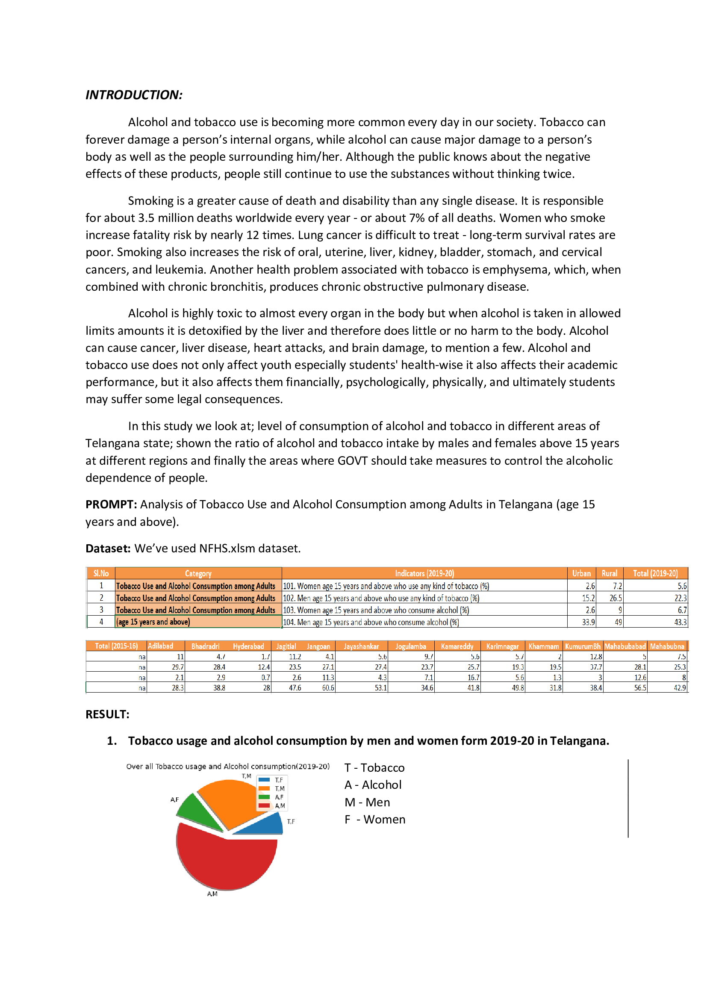 INTRODUCTION:
Alcohol and tobacco use is becoming more common every day in our society. Tobacco can
forever damage a person’s internal organs, while alcohol can cause major damage to a person’s
body as well as the people surrounding him/her. Although the public knows about the negative
effects of these products, people still continue to use the substances without thinking twice.
Smoking is a greater cause of death and disability than any single disease. It is responsible
for about 3.5 million deaths worldwide every year - or about 7% of all deaths. Women who smoke
increase fatality risk by nearly 12 times. Lung cancer is difficult to treat - long-term survival rates are
poor. Smoking also increases the risk of oral, uterine, liver, kidney, bladder, stomach, and cervical
cancers, and leukemia. Another health problem associated with tobacco is emphysema, which, when
combined with chronic bronchitis, produces chronic obstructive pulmonary disease.
Alcohol is highly toxic to almost every organ in the body but when alcohol is taken in allowed
limits amounts it is detoxified by the liver and therefore does little or no harm to the body. Alcohol
can cause cancer, liver disease, heart attacks, and brain damage, to mention a few. Alcohol and
tobacco use does not only affect youth especially students' health-wise it also affects their academic
performance, but it also affects them financially, psychologically, physically, and ultimately students
may suffer some legal consequences.
In this study we look at; level of consumption of alcohol and tobacco in different areas of
Telangana state; shown the ratio of alcohol and tobacco intake by males and females above 15 years
at different regions and finally the areas where GOVT should take measures to control the alcoholic
dependence of people.
PROMPT: Analysis of Tobacco Use and Alcohol Consumption among Adults in Telangana (age 15
years and above).
Dataset: We’ve used NFHS.xlsm dataset.
Sl.No Category Indicators (2019-20) Urban Rural Total (2019-20)
1 Tobacco Use and Alcohol Consumption among Adults 101. Women age 15 years and above who use any kind of tobacco (%) 2.6 7.2 5.6
2 Tobacco Use and Alcohol Consumption among Adults 102. Men age 15 years and above who use any kind of tobacco (%) 15.2 26.5 22.3
3 Tobacco Use and Alcohol Consumption among Adults 103. Women age 15 years and above who consume alcohol (%) 2.6 9 6.7
4 (age 15 years and above) 104. Men age 15 years and above who consume alcohol (%) 33.9 49 43.3
Total (2015-16) Adilabad Bhadradri Hyderabad Jagitial Jangoan Jayashankar Jogulamba Kamareddy Karimnagar Khammam KumurumBh Mahabubabad Mahabubna
na 11 4.7 1.7 11.2 4.1 5.6 9.7 5.6 5.7 2 12.8 5 7.5
na 29.7 28.4 12.4 23.5 27.1 27.4 23.7 25.7 19.3 19.5 37.7 28.1 25.3
na 2.1 2.9 0.7 2.6 11.3 4.3 7.1 16.7 5.6 1.3 3 12.6 8
na 28.3 38.8 28 47.6 60.6 53.1 34.6 41.8 49.8 31.8 38.4 56.5 42.9
RESULT:
1. Tobacco usage and alcohol consumption by men and women form 2019-20 in Telangana.
Over all Tobacco usage and Alcohol consumption(2019-20)
T,M
T,F
T,M
A,F
A,M
A,F
T,F
A,M
T - Tobacco
A - Alcohol
M - Men
F - Women